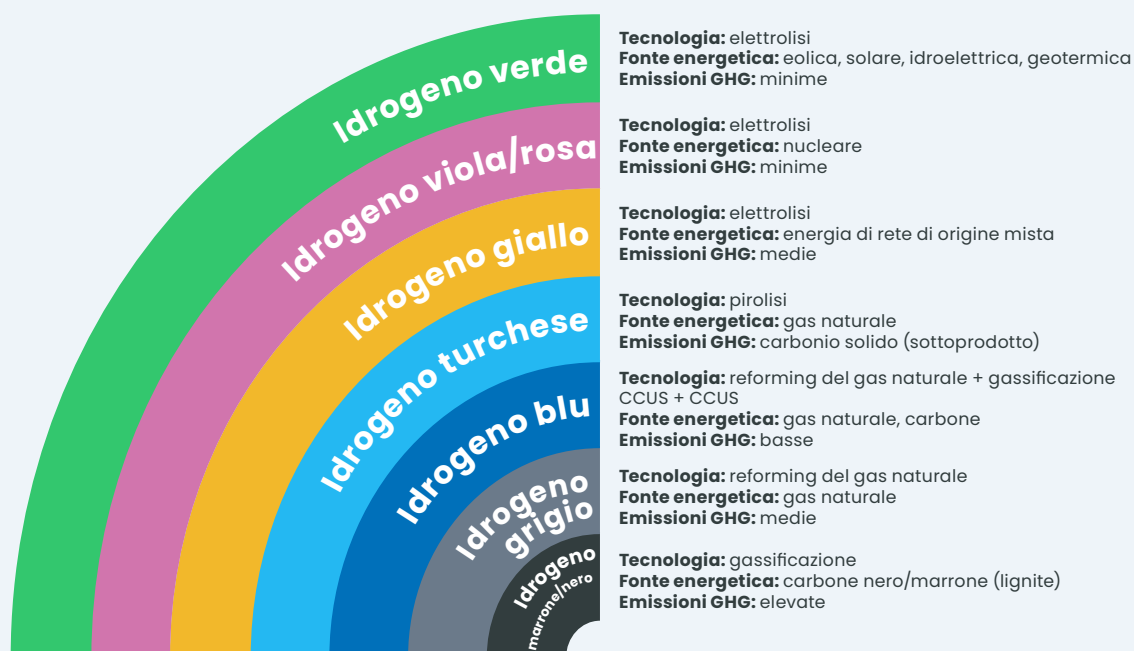 Idrogeno verde
Tecnologia: elettrolisi
Fonte energetica: eolica, solare, idroelettrica, geotermica
Emissioni GHG: minime
Idrogeno viola/rosa
Tecnologia: elettrolisi
Fonte energetica: nucleare
Emissioni GHG: minime
Idrogeno giallo
Tecnologia: elettrolisi
Fonte energetica: energia di rete di origine mista
Emissioni GHG: medie
Idrogeno turchese
Tecnologia: pirolisi
Fonte energetica: gas naturale
Emissioni GHG: carbonio solido (sottoprodotto)
Idrogeno blu
Tecnologia: reforming del gas naturale + gassificazione
CCUS + CCUS
Fonte energetica: gas naturale, carbone
Emissioni GHG: basse
Idrogeno
grigio
Tecnologia: reforming del gas naturale
Fonte energetica: gas naturale
Emissioni GHG: medie
Idrogeno
marrone/nero
Tecnologia: gassificazione
Fonte energetica: carbone nero/marrone (lignite)
Emissioni GHG: elevate